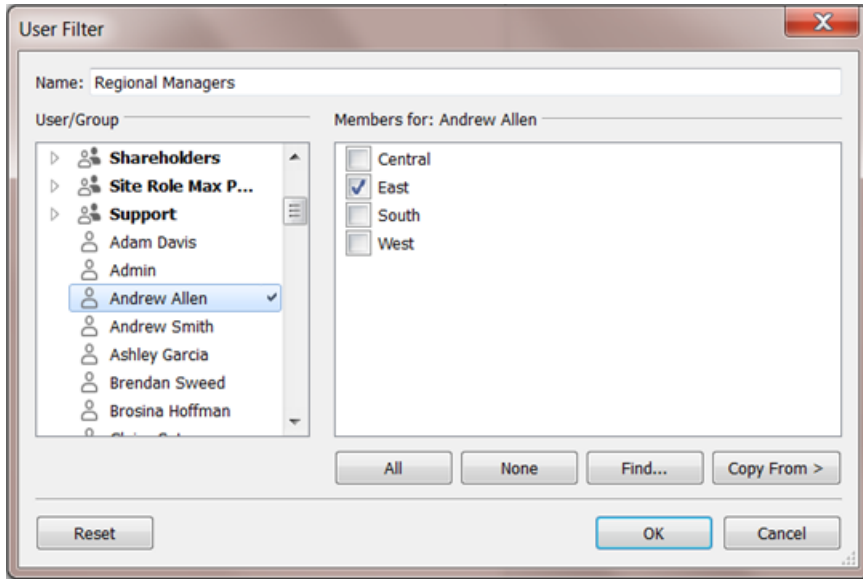 User Filter
Name: Regional Managers
User/Group
Members for: Andrew Allen
Shareholders
Site Role Max P...
Support
Adam Davis
Admin
Andrew Allen
Andrew Smith
Ashley Garcia
Brendan Sweed
Brosina Hoffman
Central
East
South
West
All
None
Find...
Copy From >
Reset
OK
Cancel